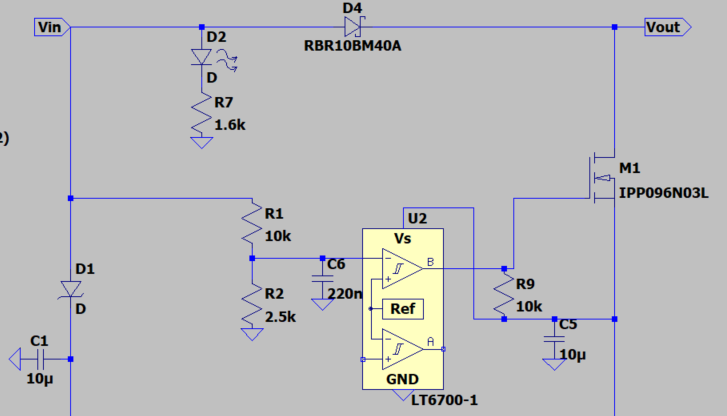 D4
Vin
Vout
D2
RBR10BM40A
D
R7
1.6k
2)
M1
IPP096N03L
R1
U2
10k
Vs
C6
B
D1
R9
220n
R2
Ref
10k
D
2.5k
C5
C1
A
10µ
10µ
GND
LT6700-1